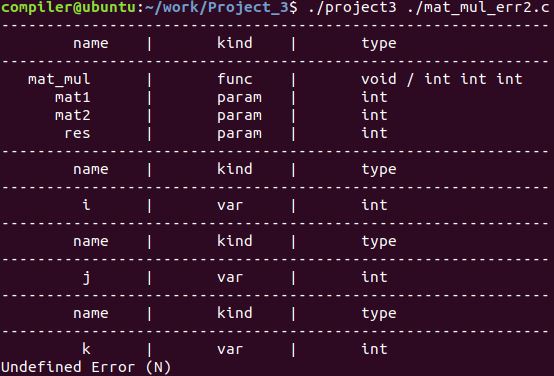 compiler@ubuntu:~/work/Project_3$ ./project3 ./mat_mul_err2.c
------------------------------------------------------------
name | kind | type
------------------------------------------------------------
mat_mul | func | void / int int int
mat1 | param | int
mat2 | param | int
res | param | int
------------------------------------------------------------
name | kind | type
------------------------------------------------------------
i | var | int
------------------------------------------------------------
name | kind | type
------------------------------------------------------------
j | var | int
------------------------------------------------------------
name | kind | type
------------------------------------------------------------
k | var | int
Undefined Error (N)